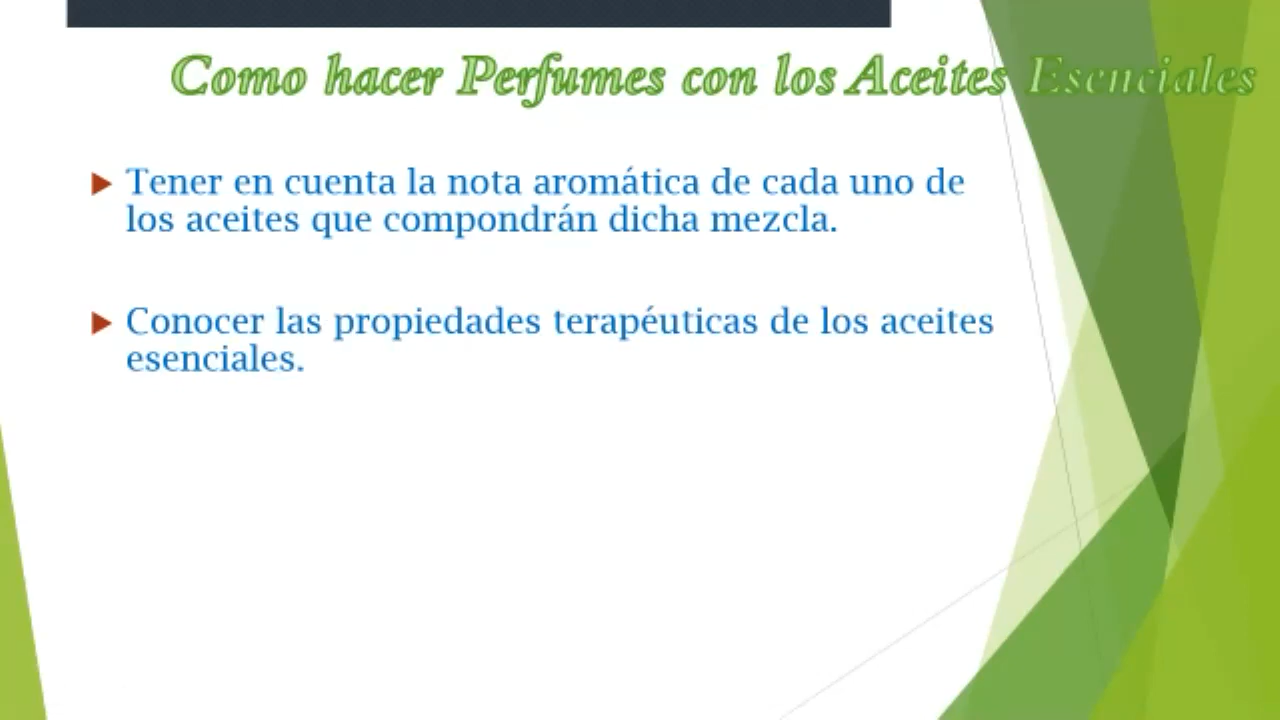 Como hacer Perfumes con los Aceites Esenciales
Tener en cuenta la nota aromática de cada uno de
los aceites que compondrán dicha mezcla.
Conocer las propiedades terapéuticas de los aceites
esenciales.